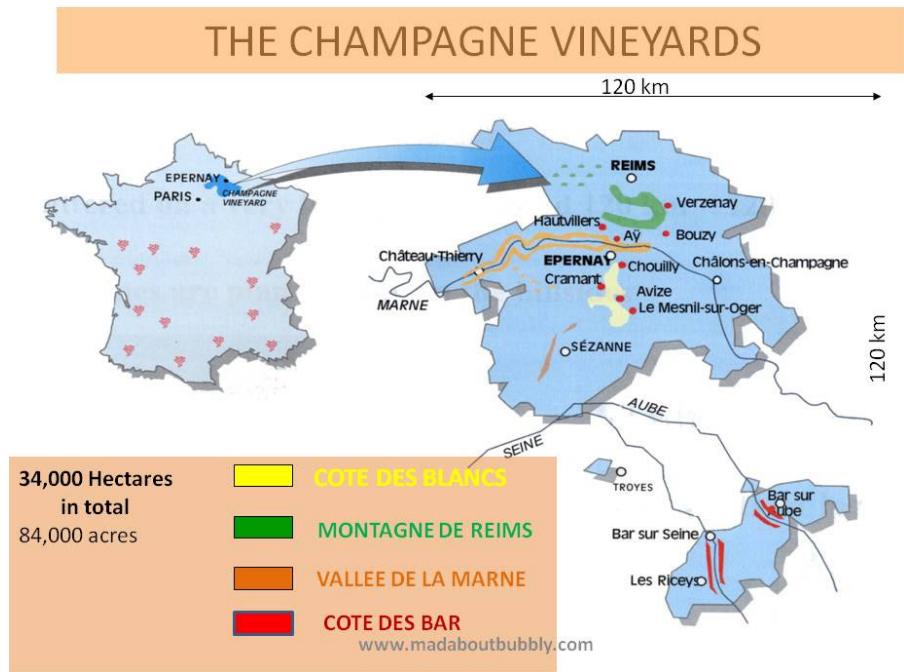 THE CHAMPAGNE VINEYARDS
120 km
EPERNAY
PARIS
CHAMPAGNE
VINEYARD
REIMS
Verzenay
Hautvillers
Aÿ
Bouzy
Château-Thierry
EPERNAY
Chouilly
Châlons-en-Champagne
Cramant
MARNE
Avize
Le Mesnil-sur-Oger
SÉZANNE
120 km
AUBE
SEINE
TROYES
Bar sur
Aube
Bar sur Seine
Les Riceys
34,000 Hectares
in total
84,000 acres
COTE DES BLANCS
MONTAGNE DE REIMS
VALLEE DE LA MARNE
COTE DES BAR
www.madaboutbubbly.com